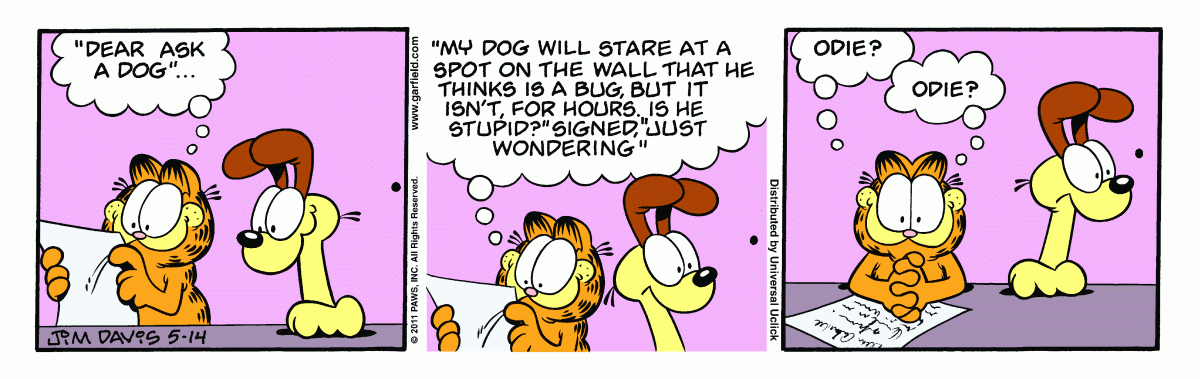 "DEAR ASK
A DOG"...
JIM DAVIS 5-14
www.garfield.com
© 2011 PAWS, INC. All Rights Reserved.
"MY DOG WILL STARE AT A
SPOT ON THE WALL THAT HE
THINKS IS A BUG, BUT IT
ISN'T, FOR HOURS. IS HE
STUPID?" SIGNED, "JUST
WONDERING"
Distributed by Universal Uclick
ODIE?
ODIE?